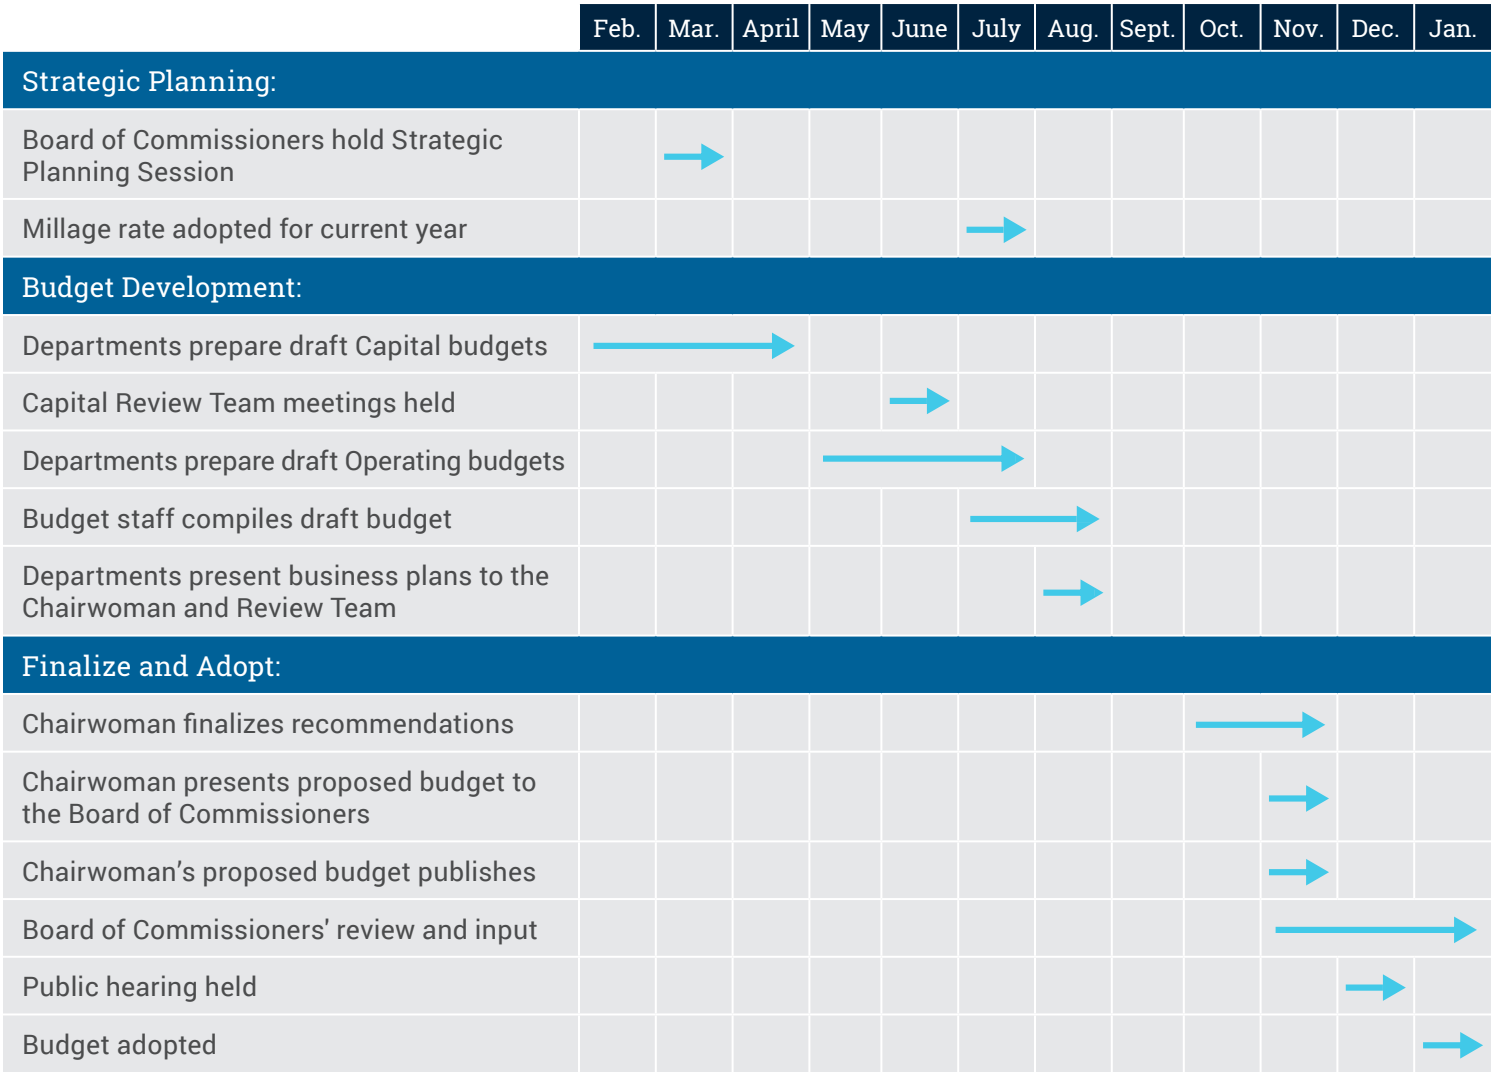 Feb. Mar. April May June July Aug. Sept. Oct. Nov. Dec. Jan.
Strategic Planning:
Board of Commissioners hold Strategic
Planning Session
Millage rate adopted for current year
Budget Development:
Departments prepare draft Capital budgets
Capital Review Team meetings held
Departments prepare draft Operating budgets
Budget staff compiles draft budget
Departments present business plans to the
Chairwoman and Review Team
Finalize and Adopt:
Chairwoman finalizes recommendations
Chairwoman presents proposed budget to
the Board of Commissioners
Chairwoman’s proposed budget publishes
Board of Commissioners' review and input
Public hearing held
Budget adopted